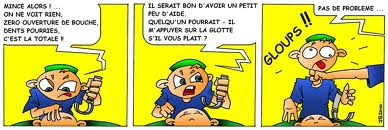 MINCE ALORS ! ...
ON NE VOIT RIEN,
ZERO OUVERTURE DE BOUCHE,
DENTS POURRIES,
C'EST LA TOTALE !!
IL SERAIT BON D'AVOIR UN PETIT
PEU D'AIDE.
QUELQU'UN POURRAIT - IL
M'APPUYER SUR LA GLOTTE
S'IL VOUS PLAIT ?
PAS DE PROBLEME ...
GLOUPS !!